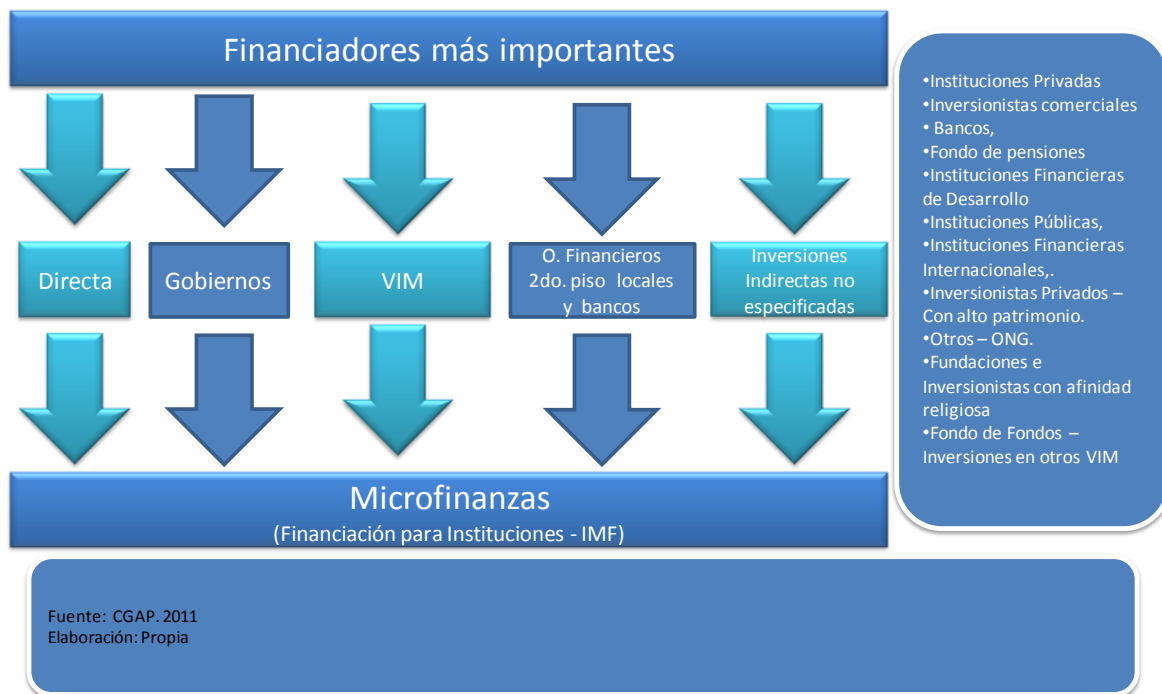 Financiadores más importantes
Directa
Gobiernos
VIM
O. Financieros
2do. piso locales
y bancos
Inversiones
Indirectas no
especificadas
Microfinanzas
(Financiación para Instituciones - IMF)
•Instituciones Privadas
•Inversionistas comerciales
• Bancos,
•Fondo de pensiones
•Instituciones Financieras
de Desarrollo
•Instituciones Públicas,
•Instituciones Financieras
Internacionales,.
•Inversionistas Privados –
Con alto patrimonio.
•Otros – ONG.
•Fundaciones e
Inversionistas con afinidad
religiosa
•Fondo de Fondos –
Inversiones en otros VIM
Fuente: CGAP. 2011
Elaboración: Propia